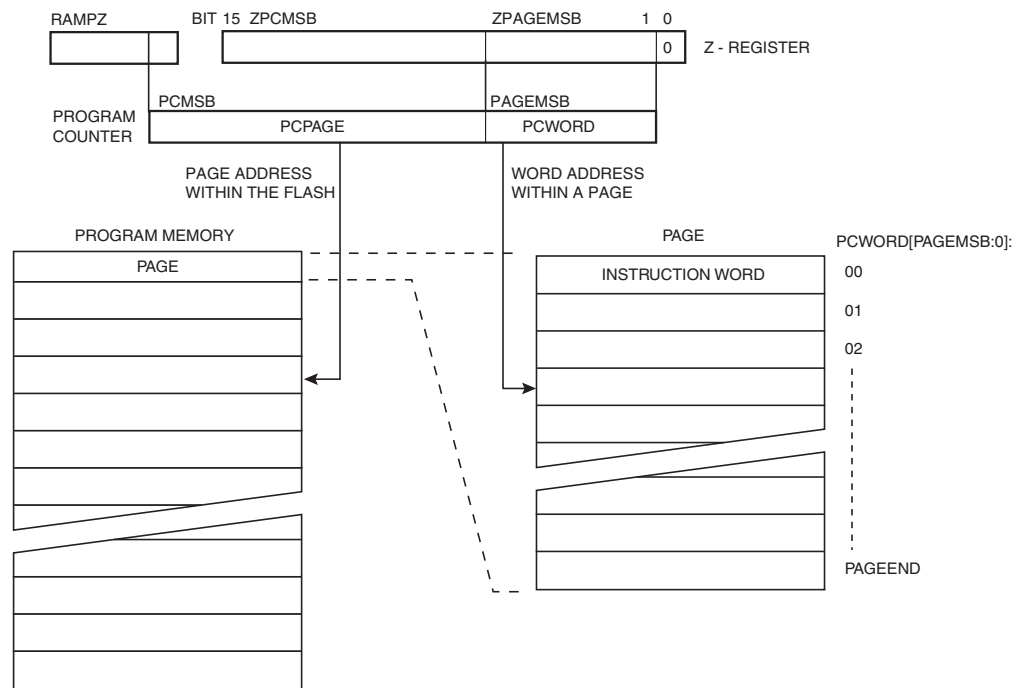 RAMPZ BIT 15 ZPCMSB ZPAGEMSB 1 0
0 Z - REGISTER
PCMSB PAGEMSB
PROGRAM
COUNTER
PCPAGE PCWORD
PAGE ADDRESS
WITHIN THE FLASH
WORD ADDRESS
WITHIN A PAGE
PROGRAM MEMORY
PAGE
PAGE
PCWORD[PAGEMSB:0]:
INSTRUCTION WORD 00
01
02
PAGEEND